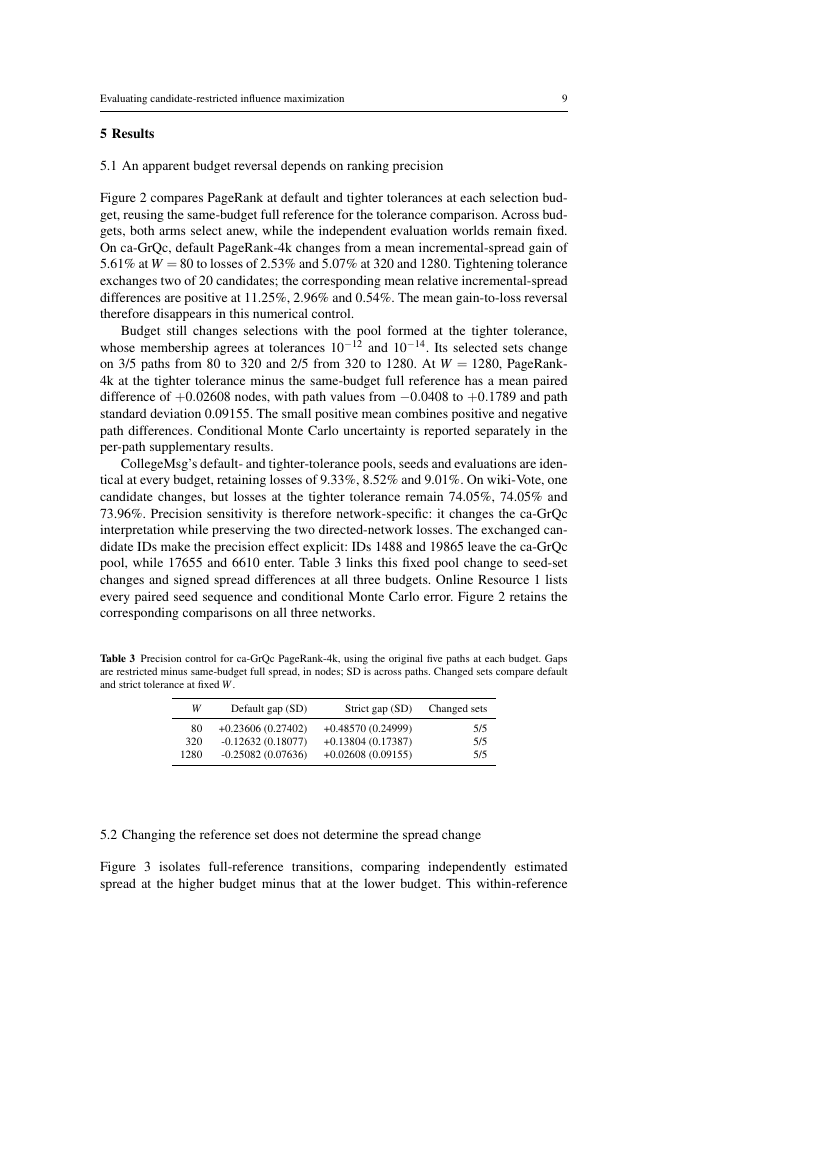 Evaluating candidate-restricted influence maximization 9
5 Results
5.1 An apparent budget reversal depends on ranking precision
Figure 2 compares PageRank at default and tighter tolerances at each selection bud-
get, reusing the same-budget full reference for the tolerance comparison. Across bud-
gets, both arms select anew, while the independent evaluation worlds remain fixed.
On ca-GrQc, default PageRank-4k changes from a mean incremental-spread gain of
5.61% at W = 80 to losses of 2.53% and 5.07% at 320 and 1280. Tightening tolerance
exchanges two of 20 candidates; the corresponding mean relative incremental-spread
differences are positive at 11.25%, 2.96% and 0.54%. The mean gain-to-loss reversal
therefore disappears in this numerical control.
Budget still changes selections with the pool formed at the tighter tolerance,
whose membership agrees at tolerances 10⁻¹² and 10⁻¹⁴. Its selected sets change
on 3/5 paths from 80 to 320 and 2/5 from 320 to 1280. At W = 1280, PageRank-
4k at the tighter tolerance minus the same-budget full reference has a mean paired
difference of +0.02608 nodes, with path values from −0.0408 to +0.1789 and path
standard deviation 0.09155. The small positive mean combines positive and negative
path differences. Conditional Monte Carlo uncertainty is reported separately in the
per-path supplementary results.
CollegeMsg's default- and tighter-tolerance pools, seeds and evaluations are iden-
tical at every budget, retaining losses of 9.33%, 8.52% and 9.01%. On wiki-Vote, one
candidate changes, but losses at the tighter tolerance remain 74.05%, 74.05% and
73.96%. Precision sensitivity is therefore network-specific: it changes the ca-GrQc
interpretation while preserving the two directed-network losses. The exchanged can-
didate IDs make the precision effect explicit: IDs 1488 and 19865 leave the ca-GrQc
pool, while 17655 and 6610 enter. Table 3 links this fixed pool change to seed-set
changes and signed spread differences at all three budgets. Online Resource 1 lists
every paired seed sequence and conditional Monte Carlo error. Figure 2 retains the
corresponding comparisons on all three networks.
Table 3 Precision control for ca-GrQc PageRank-4k, using the original five paths at each budget. Gaps
are restricted minus same-budget full spread, in nodes; SD is across paths. Changed sets compare default
and strict tolerance at fixed W.
W Default gap (SD) Strict gap (SD) Changed sets
80 +0.23606 (0.27402) +0.48570 (0.24999) 5/5
320 -0.12632 (0.18077) +0.13804 (0.17387) 5/5
1280 -0.25082 (0.07636) +0.02608 (0.09155) 5/5
5.2 Changing the reference set does not determine the spread change
Figure 3 isolates full-reference transitions, comparing independently estimated
spread at the higher budget minus that at the lower budget. This within-reference